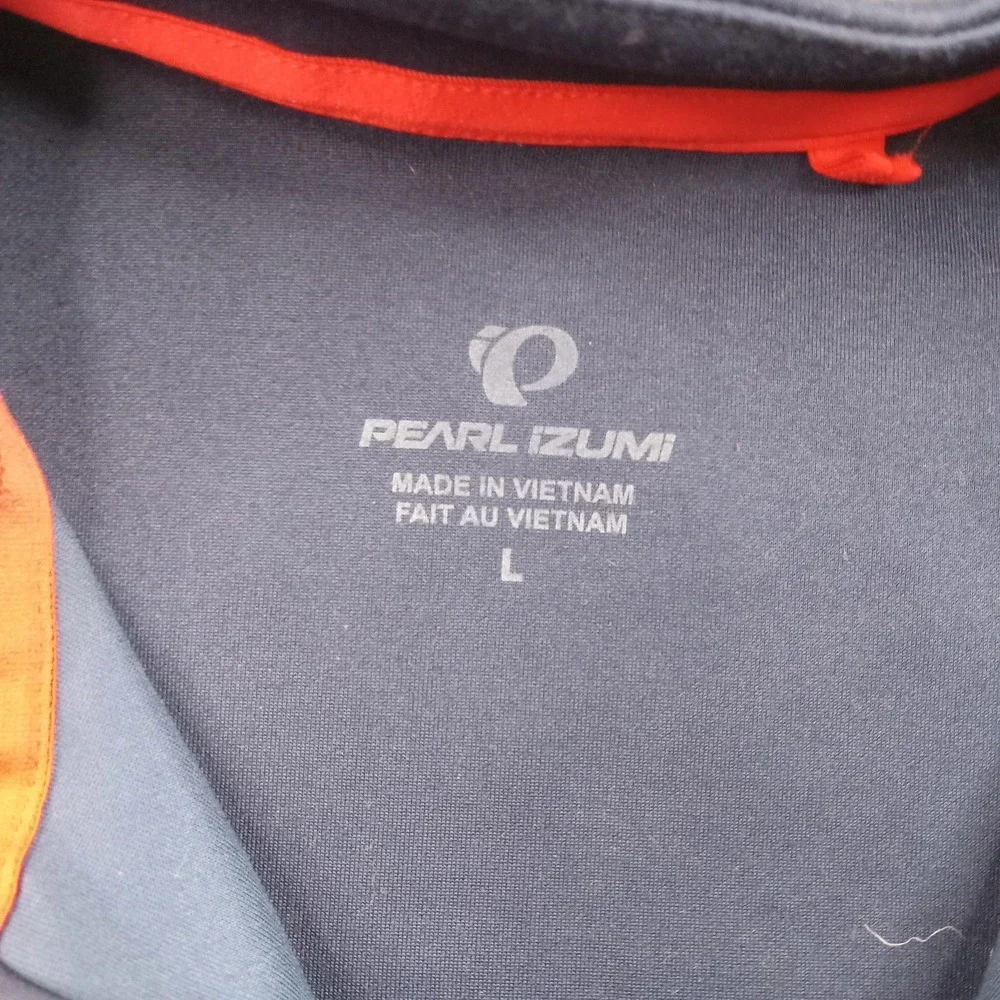 PEARL iZUMi
MADE IN VIETNAM
FAIT AU VIETNAM
L